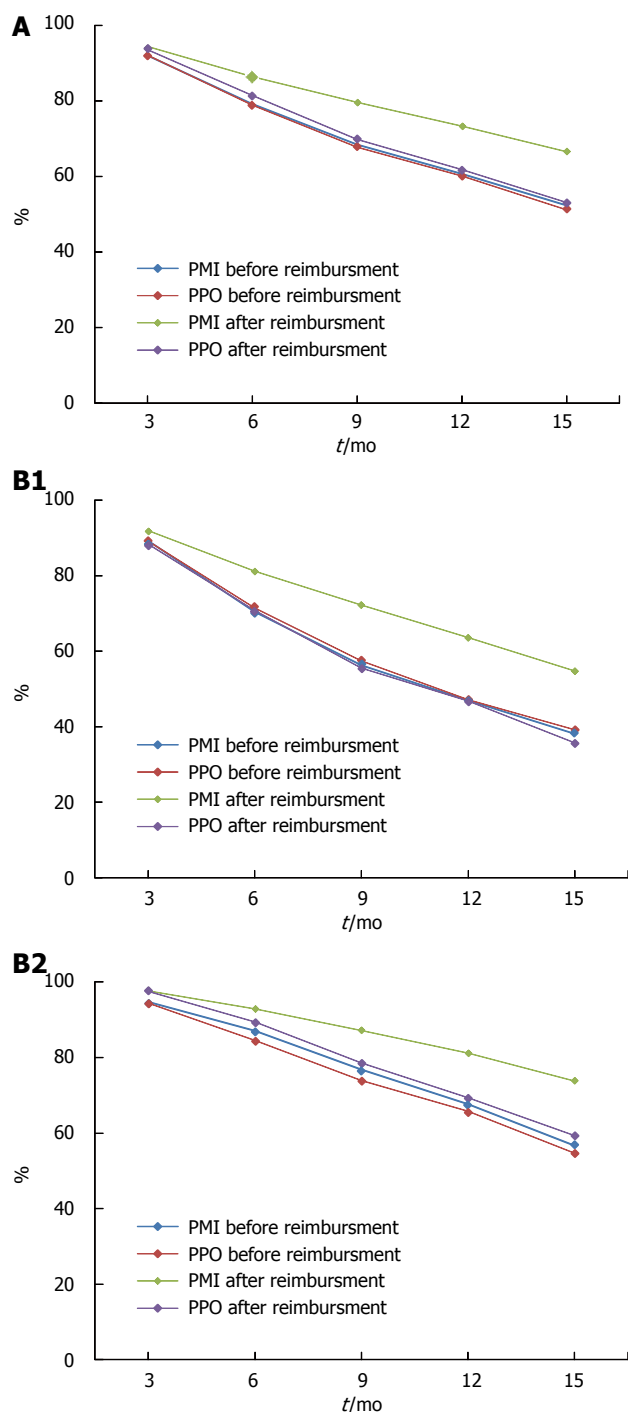 A
100
80
60
40
20
0
%
PMI before reimbursment
PPO before reimbursment
PMI after reimbursment
PPO after reimbursment
3 6 9 12 15
t/mo
B1
100
80
60
40
20
0
%
PMI before reimbursment
PPO before reimbursment
PMI after reimbursment
PPO after reimbursment
3 6 9 12 15
t/mo
B2
100
80
60
40
20
0
%
PMI before reimbursment
PPO before reimbursment
PMI after reimbursment
PPO after reimbursment
3 6 9 12 15
t/mo